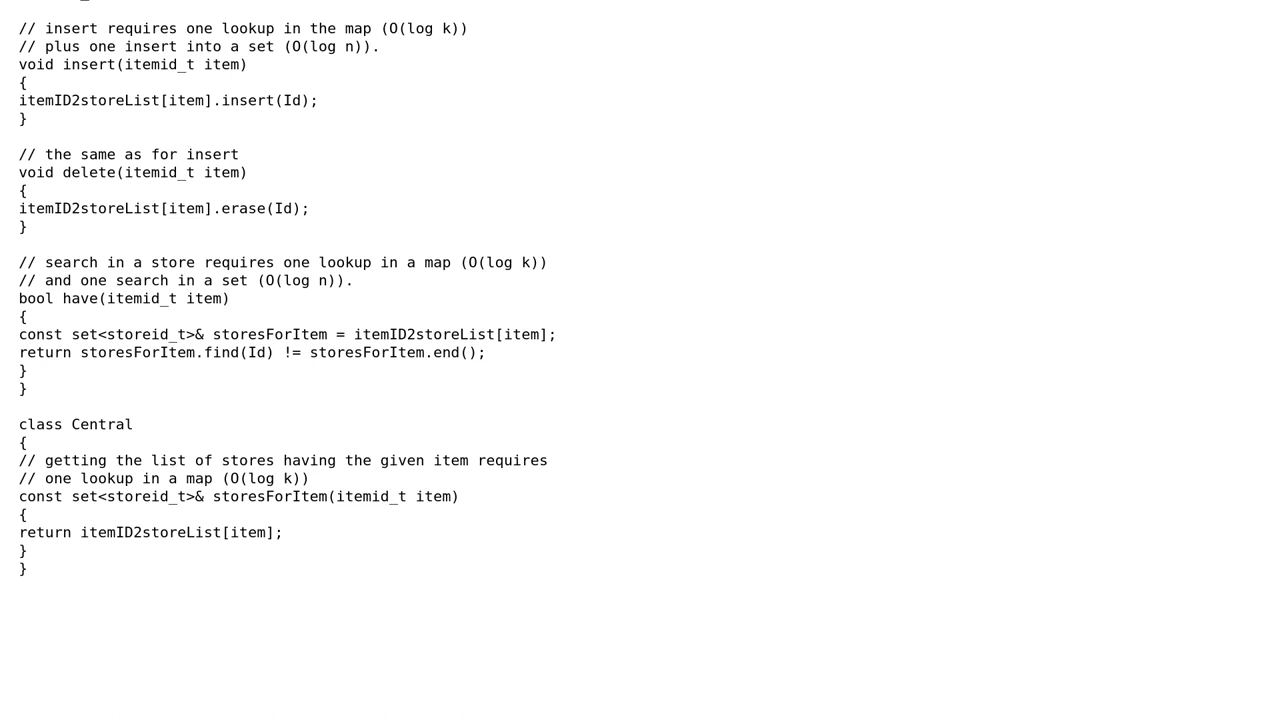 // insert requires one lookup in the map (O(log k))
// plus one insert into a set (O(log n)).
void insert(itemid_t item)
{
itemID2storeList[item].insert(Id);
}
// the same as for insert
void delete(itemid_t item)
{
itemID2storeList[item].erase(Id);
}
// search in a store requires one lookup in a map (O(log k))
// and one search in a set (O(log n)).
bool have(itemid_t item)
{
const set<storeid_t>& storesForItem = itemID2storeList[item];
return storesForItem.find(Id) != storesForItem.end();
}
}
class Central
{
// getting the list of stores having the given item requires
// one lookup in a map (O(log k))
const set<storeid_t>& storesForItem(itemid_t item)
{
return itemID2storeList[item];
}
}